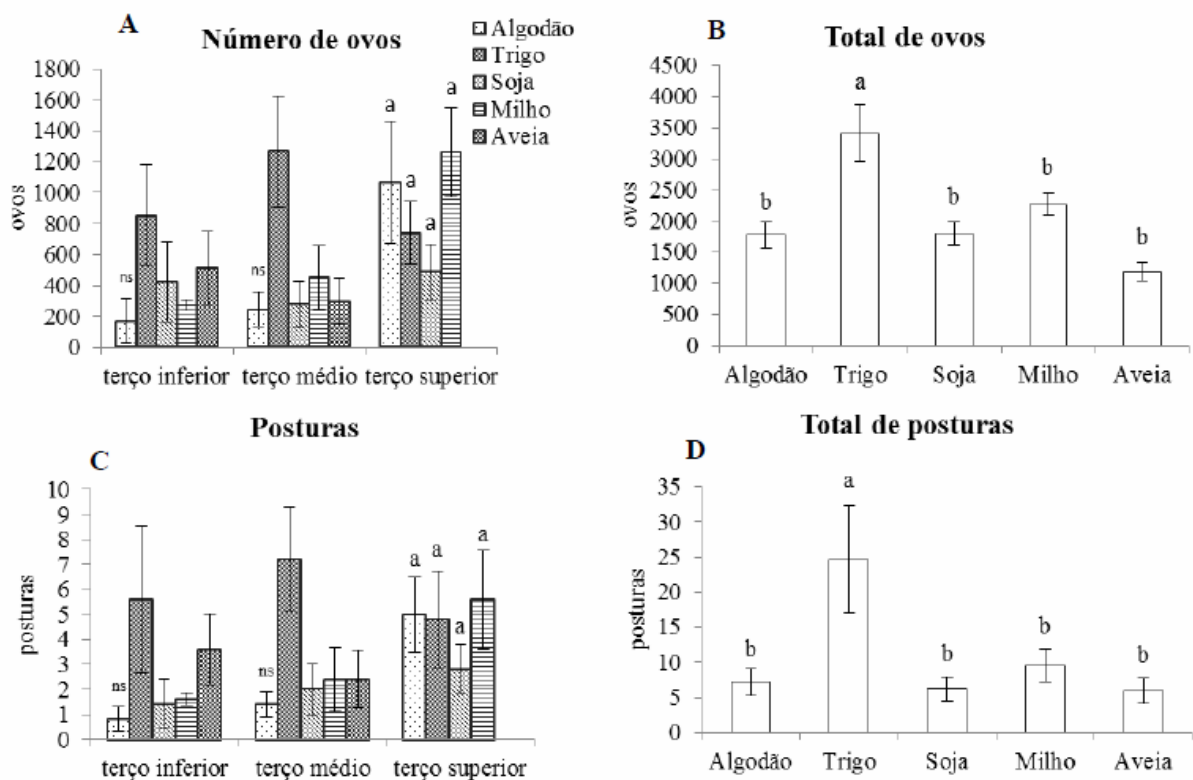 A
Número de ovos
Algodão
Trigo
Soja
Milho
Aveia
1800
1600
1400
1200
1000
800
600
400
200
0
ovos
ns
ns
a
a
a
a
terço inferior terço médio terço superior
B
Total de ovos
4500
4000
3500
3000
2500
2000
1500
1000
500
0
ovos
b
a
b
b
b
Algodão Trigo Soja Milho Aveia
Posturas
C
10
9
8
7
6
5
4
3
2
1
0
posturas
ns
ns
a
a
a
a
terço inferior terço médio terço superior
Total de posturas
D
35
30
25
20
15
10
5
0
posturas
b
a
b
b
b
Algodão Trigo Soja Milho Aveia